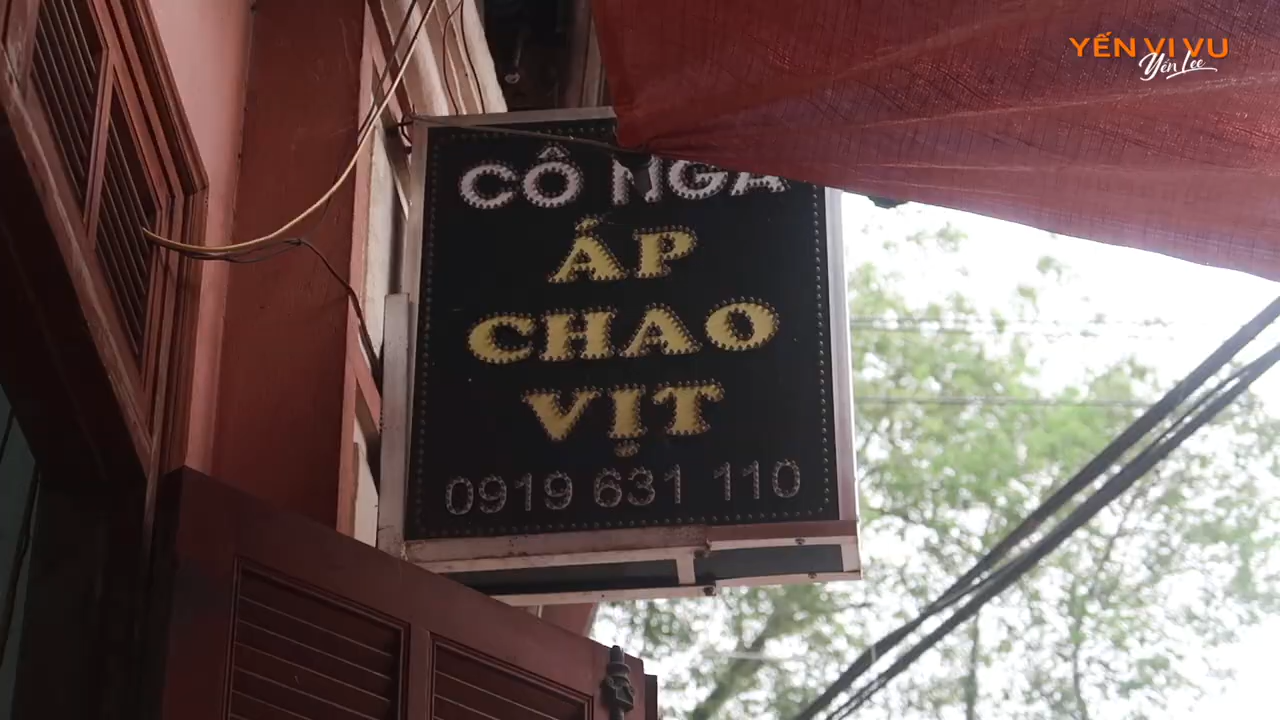 YẾN VI VU
Yến Lee
CÔ NGA
ÁP
CHAO
VỊT
0919 631 110